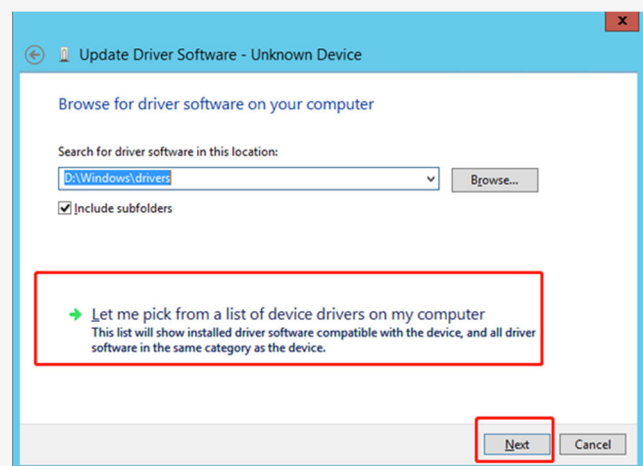 x
Update Driver Software - Unknown Device
Browse for driver software on your computer
Search for driver software in this location:
D:\Windows\drivers
Browse...
Include subfolders
Let me pick from a list of device drivers on my computer
This list will show installed driver software compatible with the device, and all driver
software in the same category as the device.
Next
Cancel